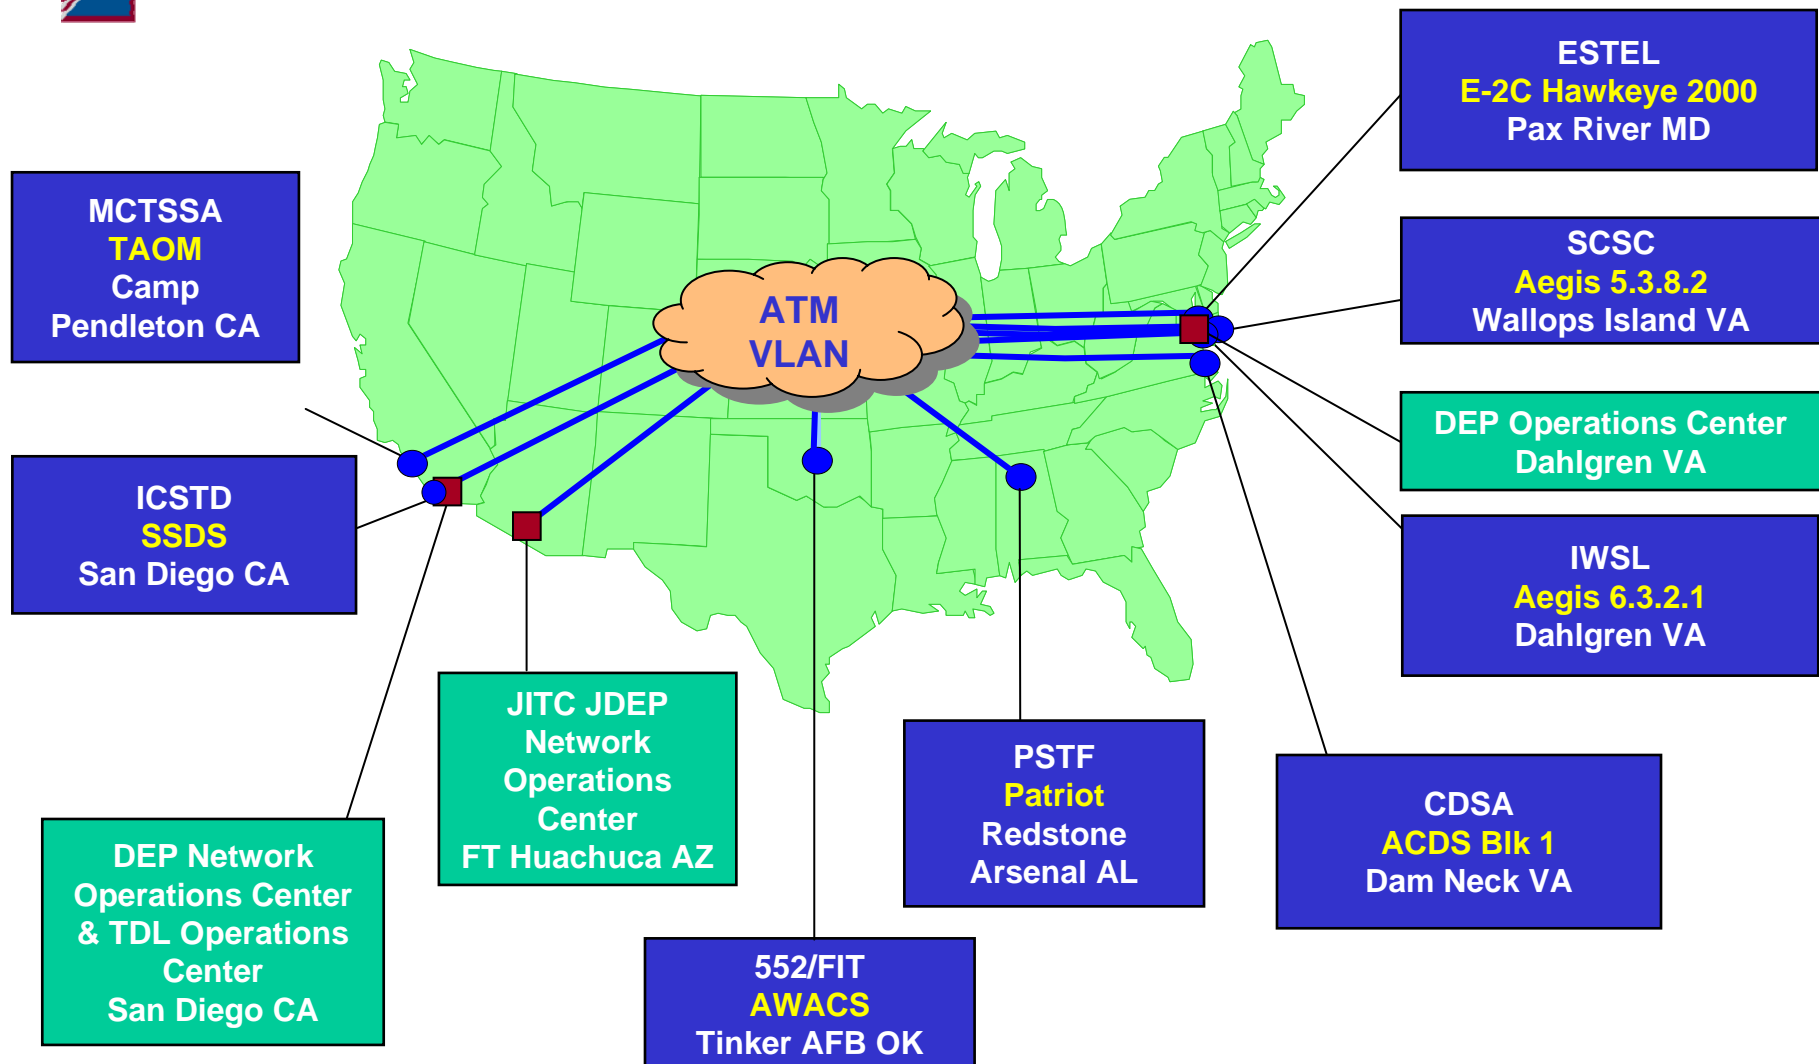 ESTEL
E-2C Hawkeye 2000
Pax River MD
MCTSSA
TAOM
Camp
Pendleton CA
SCSC
Aegis 5.3.8.2
Wallops Island VA
ATM
VLAN
DEP Operations Center
Dahlgren VA
ICSTD
SSDS
San Diego CA
IWSL
Aegis 6.3.2.1
Dahlgren VA
JITC JDEP
Network
Operations
Center
FT Huachuca AZ
PSTF
Patriot
Redstone
Arsenal AL
CDSA
ACDS Blk 1
Dam Neck VA
DEP Network
Operations Center
& TDL Operations
Center
San Diego CA
552/FIT
AWACS
Tinker AFB OK